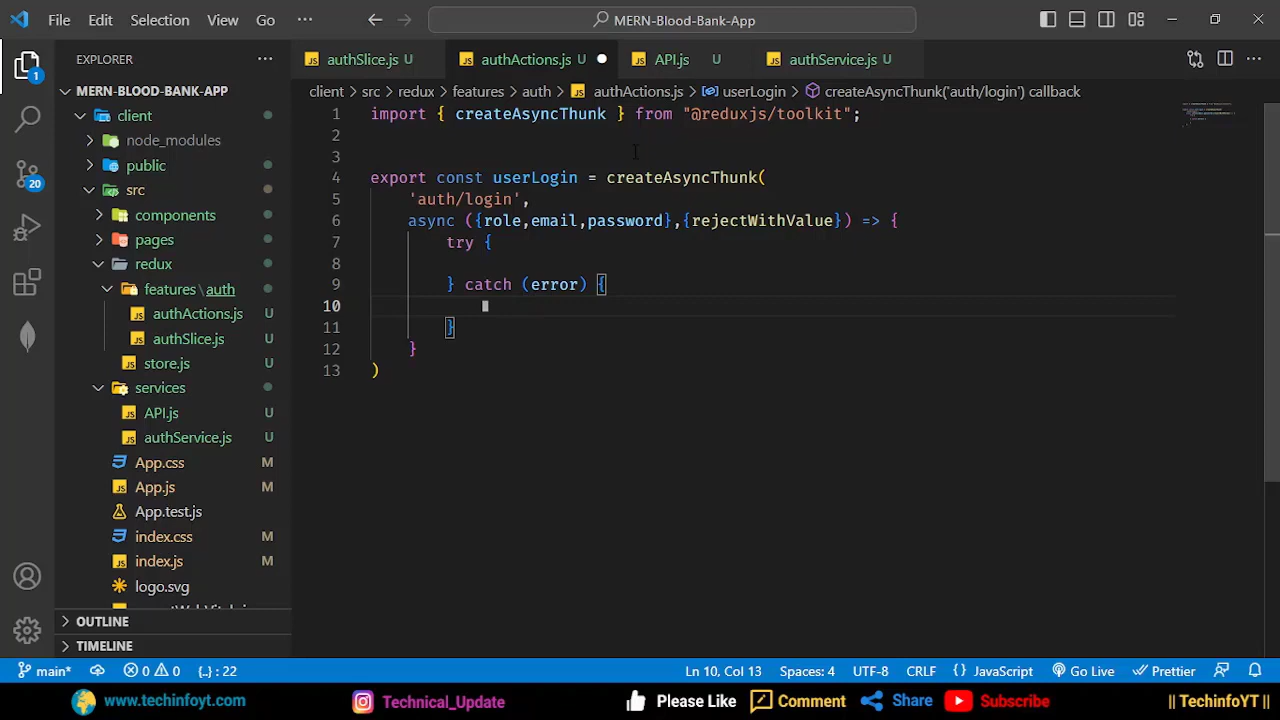 File Edit Selection View Go ··· MERN-Blood-Bank-App
EXPLORER ···
MERN-BLOOD-BANK-APP
client
node_modules
public
src
components
pages
redux
features\auth
authActions.js U
authSlice.js U
store.js U
services
API.js U
authService.js U
App.css M
App.js M
App.test.js
index.css M
index.js M
logo.svg
OUTLINE
TIMELINE
1
20
authSlice.js U authActions.js U API.js U authService.js U ···
client > src > redux > features > auth > authActions.js > userLogin > createAsyncThunk('auth/login') callback
1 import { createAsyncThunk } from "@reduxjs/toolkit";
2
3
4 export const userLogin = createAsyncThunk(
5 'auth/login',
6 async ({role,email,password},{rejectWithValue}) => {
7 try {
8
9 } catch (error) {
10
11 }
12 }
13 )
main* 0 0 {..} : 22 Ln 10, Col 13 Spaces: 4 UTF-8 CRLF {} JavaScript Go Live Prettier
www.techinfoyt.com Technical_Update Please Like Comment Share Subscribe || TechinfoYT ||